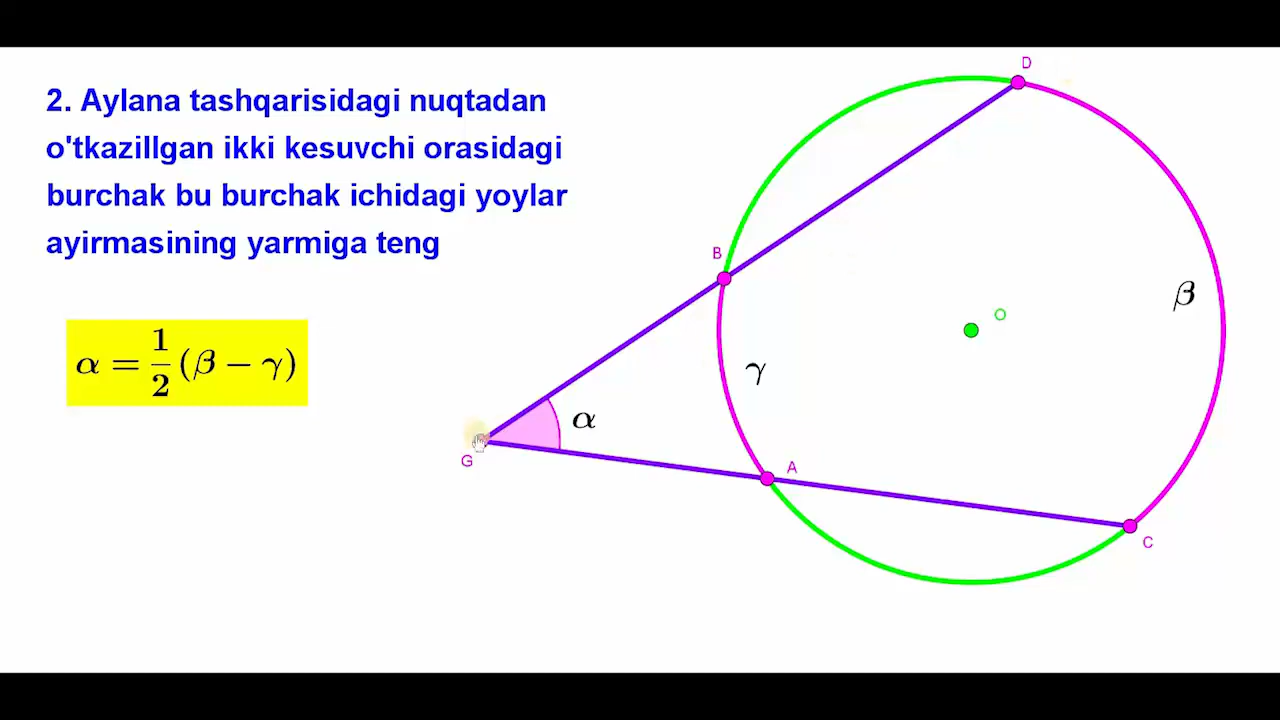 2. Aylana tashqarisidagi nuqtadan
o'tkazillgan ikki kesuvchi orasidagi
burchak bu burchak ichidagi yoylar
ayirmasining yarmiga teng
α = 1/2 (β − γ)
D
B
O
β
γ
α
G
A
C